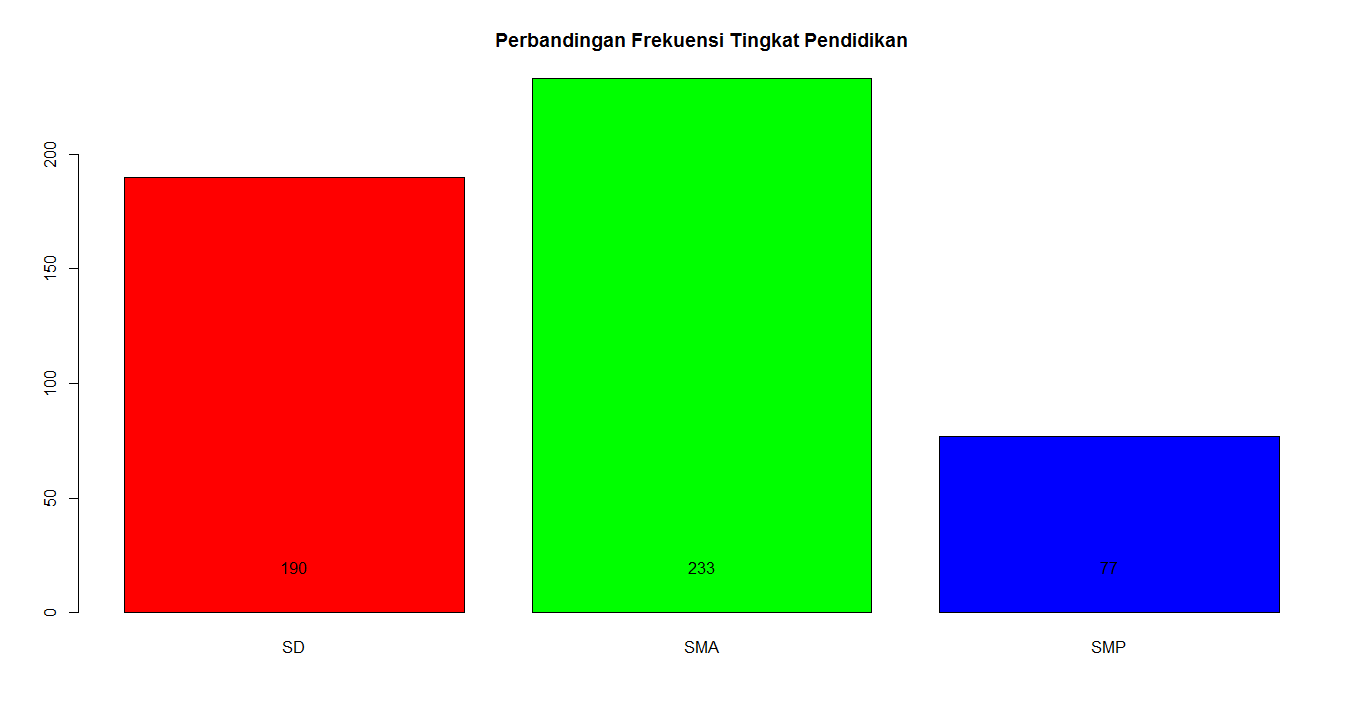 Perbandingan Frekuensi Tingkat Pendidikan
200
150
100
50
0
190
233
77
SD
SMA
SMP